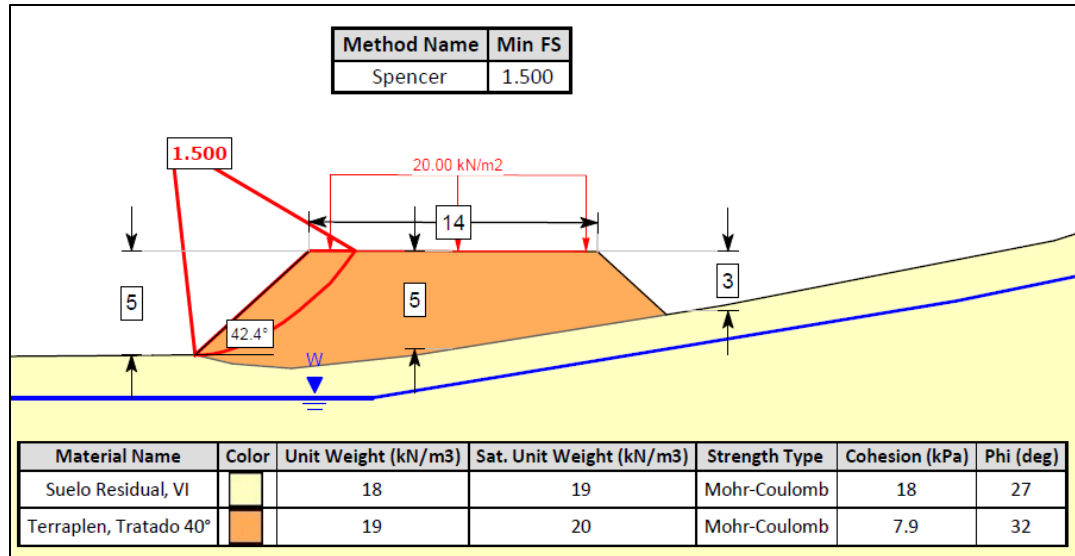 Method Name Min FS
Spencer 1.500
1.500
20.00 kN/m2
14
5
5
3
42.4°
W
Material Name Color Unit Weight (kN/m3) Sat. Unit Weight (kN/m3) Strength Type Cohesion (kPa) Phi (deg)
Suelo Residual, VI 18 19 Mohr-Coulomb 18 27
Terraplen, Tratado 40° 19 20 Mohr-Coulomb 7.9 32